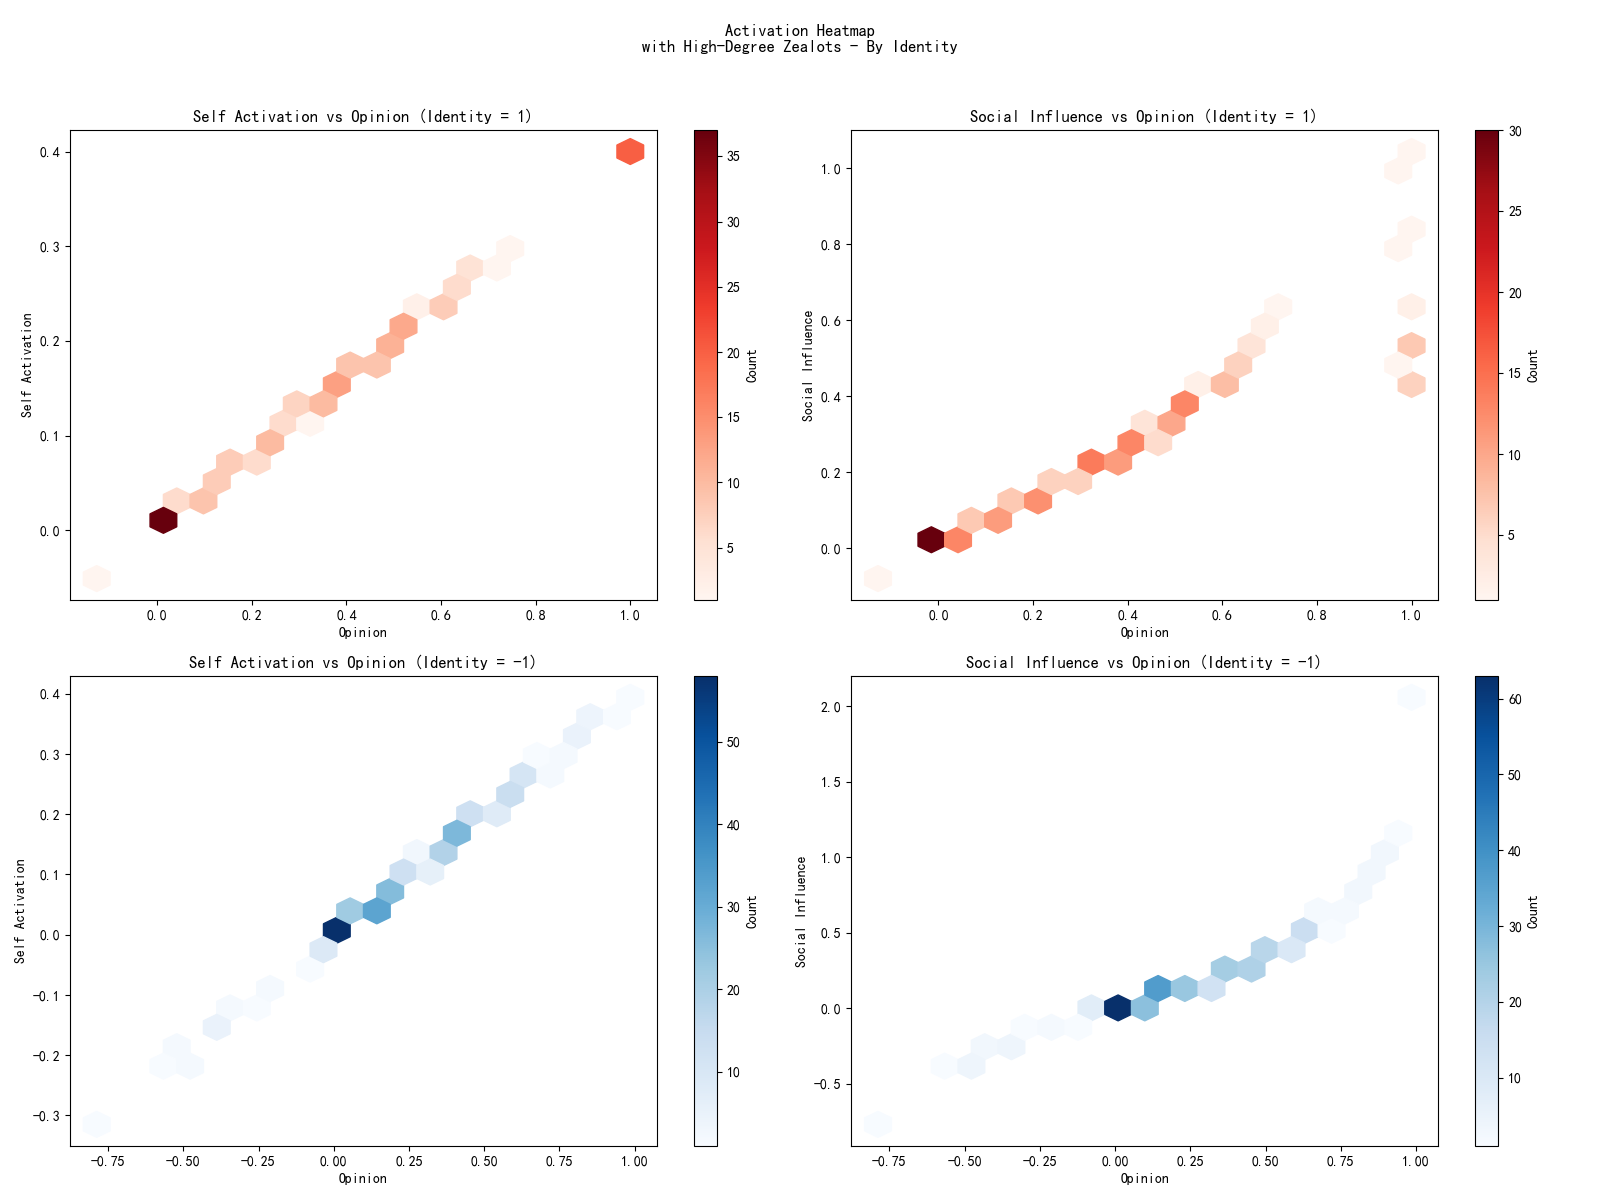 Activation Heatmap
with High-Degree Zealots - By Identity
Self Activation vs Opinion (Identity = 1)
0.4
0.3
0.2
0.1
0.0
Self Activation
0.0 0.2 0.4 0.6 0.8 1.0
Opinion
35
30
25
20
15
10
5
Count
Social Influence vs Opinion (Identity = 1)
1.0
0.8
0.6
0.4
0.2
0.0
Social Influence
0.0 0.2 0.4 0.6 0.8 1.0
Opinion
30
25
20
15
10
5
Count
Self Activation vs Opinion (Identity = -1)
0.4
0.3
0.2
0.1
0.0
-0.1
-0.2
-0.3
Self Activation
-0.75 -0.50 -0.25 0.00 0.25 0.50 0.75 1.00
Opinion
50
40
30
20
10
Count
Social Influence vs Opinion (Identity = -1)
2.0
1.5
1.0
0.5
0.0
-0.5
Social Influence
-0.75 -0.50 -0.25 0.00 0.25 0.50 0.75 1.00
Opinion
60
50
40
30
20
10
Count